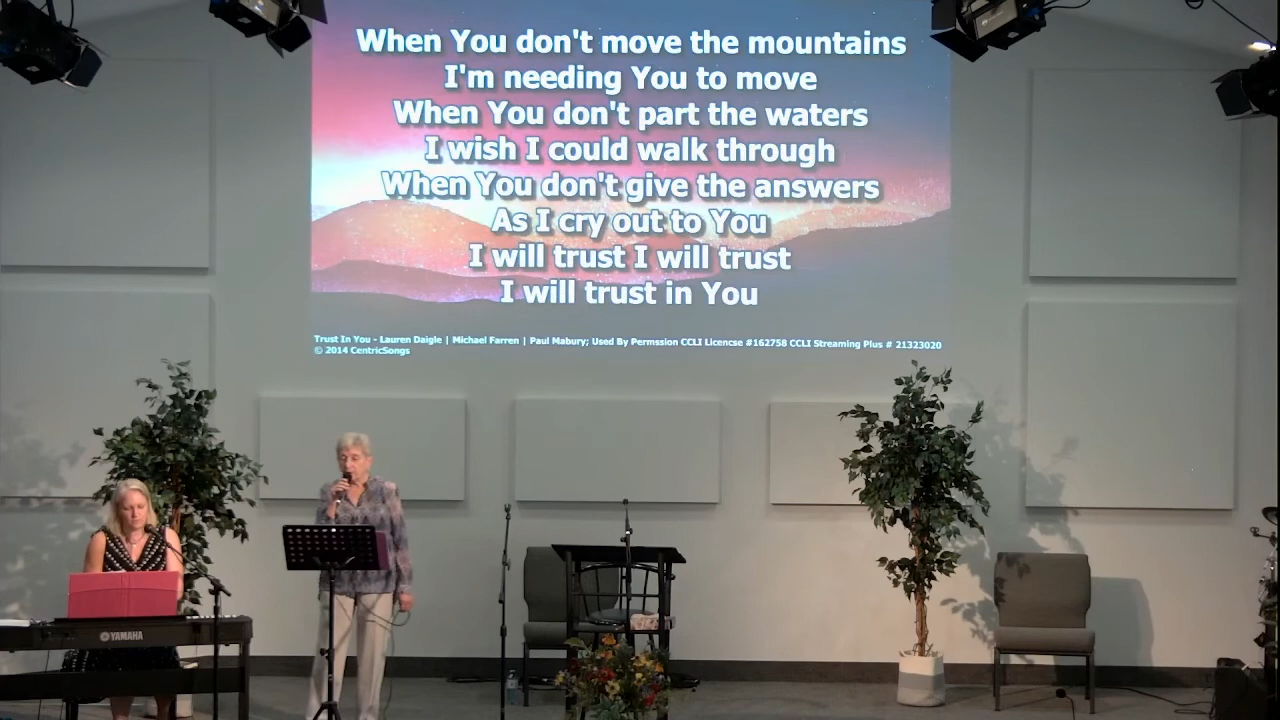 When You don't move the mountains
I'm needing You to move
When You don't part the waters
I wish I could walk through
When You don't give the answers
As I cry out to You
I will trust I will trust
I will trust in You
Trust In You - Lauren Daigle | Michael Farren | Paul Mabury; Used By Permssion CCLI Licencse #162758 CCLI Streaming Plus # 21323020
© 2014 CentricSongs
YAMAHA